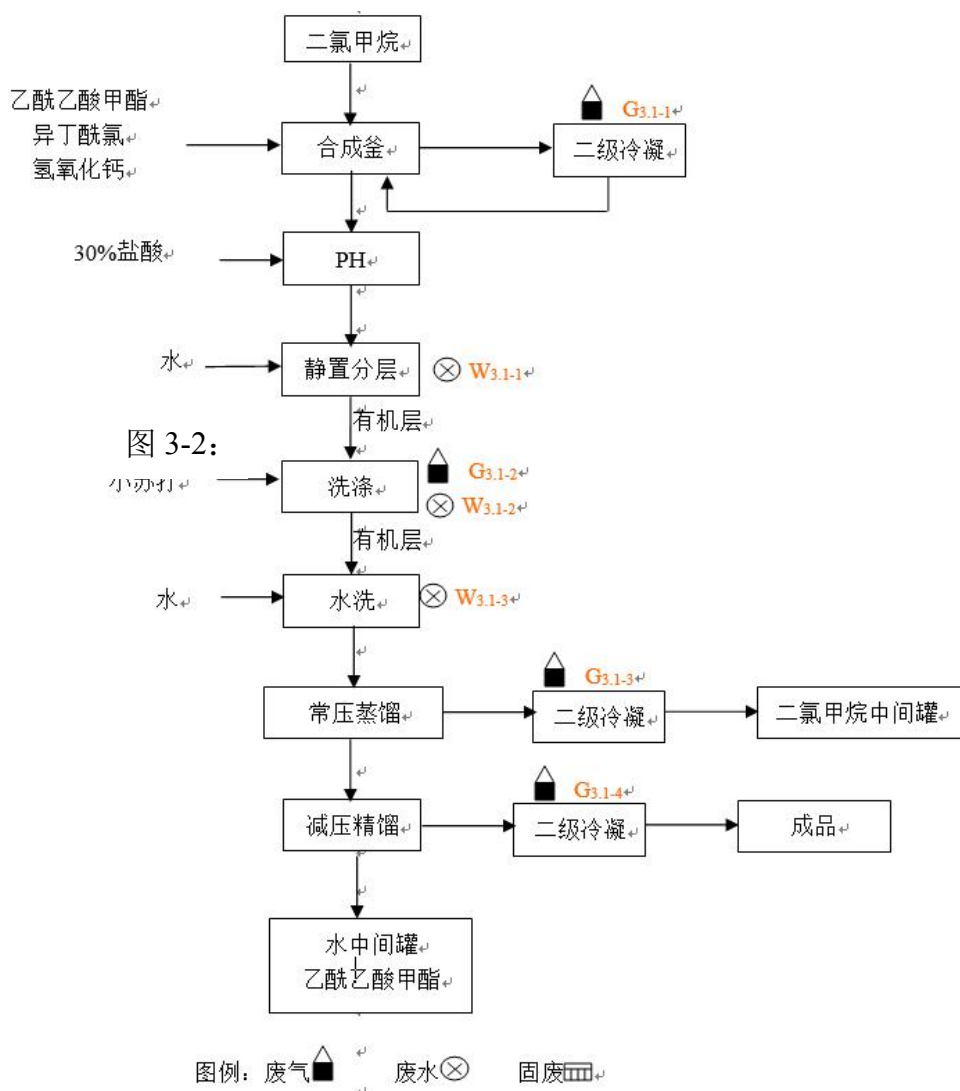 二氯甲烷
乙酰乙酸甲酯
异丁酰氯
氢氧化钙
合成釜
G3.1-1
二级冷凝
30%盐酸
PH
水
静置分层
W3.1-1
有机层
图 3-2：
小苏打
洗涤
G3.1-2
W3.1-2
有机层
水
水洗
W3.1-3
常压蒸馏
G3.1-3
二级冷凝
二氯甲烷中间罐
减压精馏
G3.1-4
二级冷凝
成品
水中间罐
乙酰乙酸甲酯
图例：废气 废水 固废